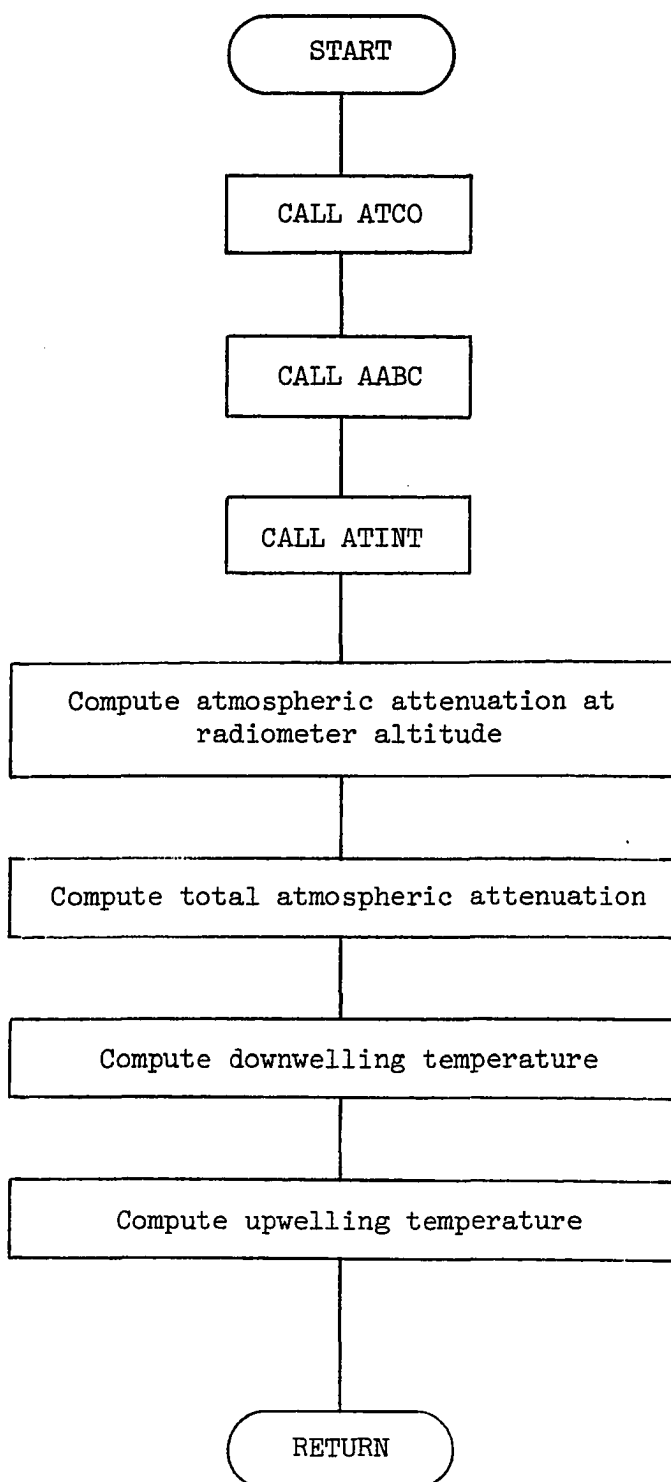 START
CALL ATCO
CALL AABC
CALL ATINT
Compute atmospheric attenuation at
radiometer altitude
Compute total atmospheric attenuation
Compute downwelling temperature
Compute upwelling temperature
RETURN